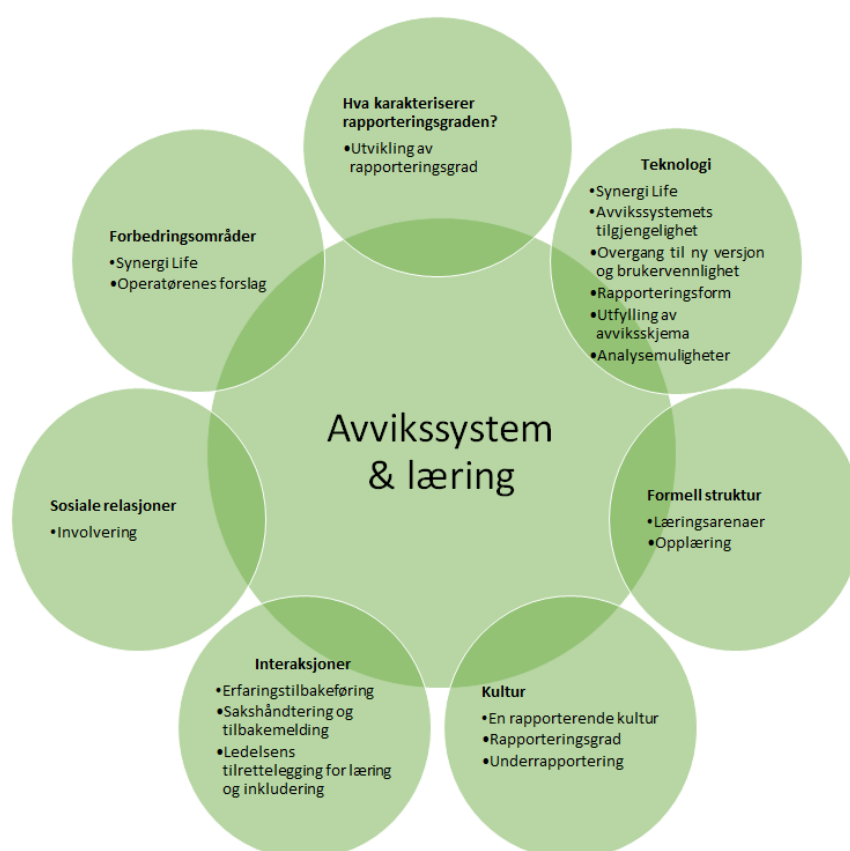 Hva karakteriserer
rapporteringsgraden?
•Utvikling av
rapporteringsgrad
Teknologi
•Synergi Life
•Avvikssystemets
tilgjengelighet
•Overgang til ny versjon
og brukervennlighet
•Rapporteringsform
•Utfylling av
avviksskjema
•Analysemuligheter
Formell struktur
•Læringsarenaer
•Opplæring
Kultur
•En rapporterende kultur
•Rapporteringsgrad
•Underrapportering
Interaksjoner
•Erfaringstilbakeføring
•Sakshåndtering og
tilbakemelding
•Ledelsens
tilrettelegging for læring
og inkludering
Sosiale relasjoner
•Involvering
Forbedringsområder
•Synergi Life
•Operatørenes forslag
Avvikssystem
& læring